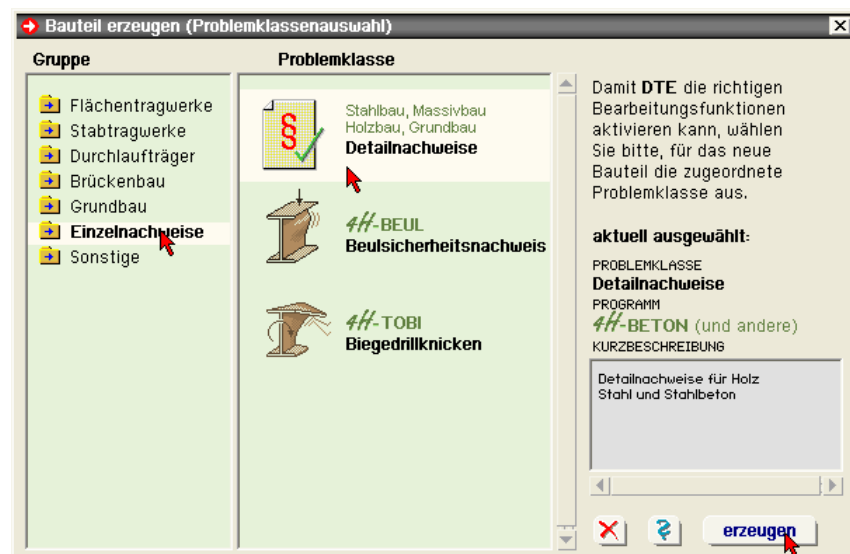 Bauteil erzeugen (Problemklassenauswahl)
Gruppe
Flächentragwerke
Stabtragwerke
Durchlaufträger
Brückenbau
Grundbau
Einzelnachweise
Sonstige
Problemklasse
Stahlbau, Massivbau
Holzbau, Grundbau
Detailnachweise
4H-BEUL
Beulsicherheitsnachweis
4H-TOBI
Biegedrillknicken
Damit DTE die richtigen
Bearbeitungsfunktionen
aktivieren kann, wählen
Sie bitte, für das neue
Bauteil die zugeordnete
Problemklasse aus.
aktuell ausgewählt:
PROBLEMKLASSE
Detailnachweise
PROGRAMM
4H-BETON (und andere)
KURZBESCHREIBUNG
Detailnachweise für Holz
Stahl und Stahlbeton
erzeugen